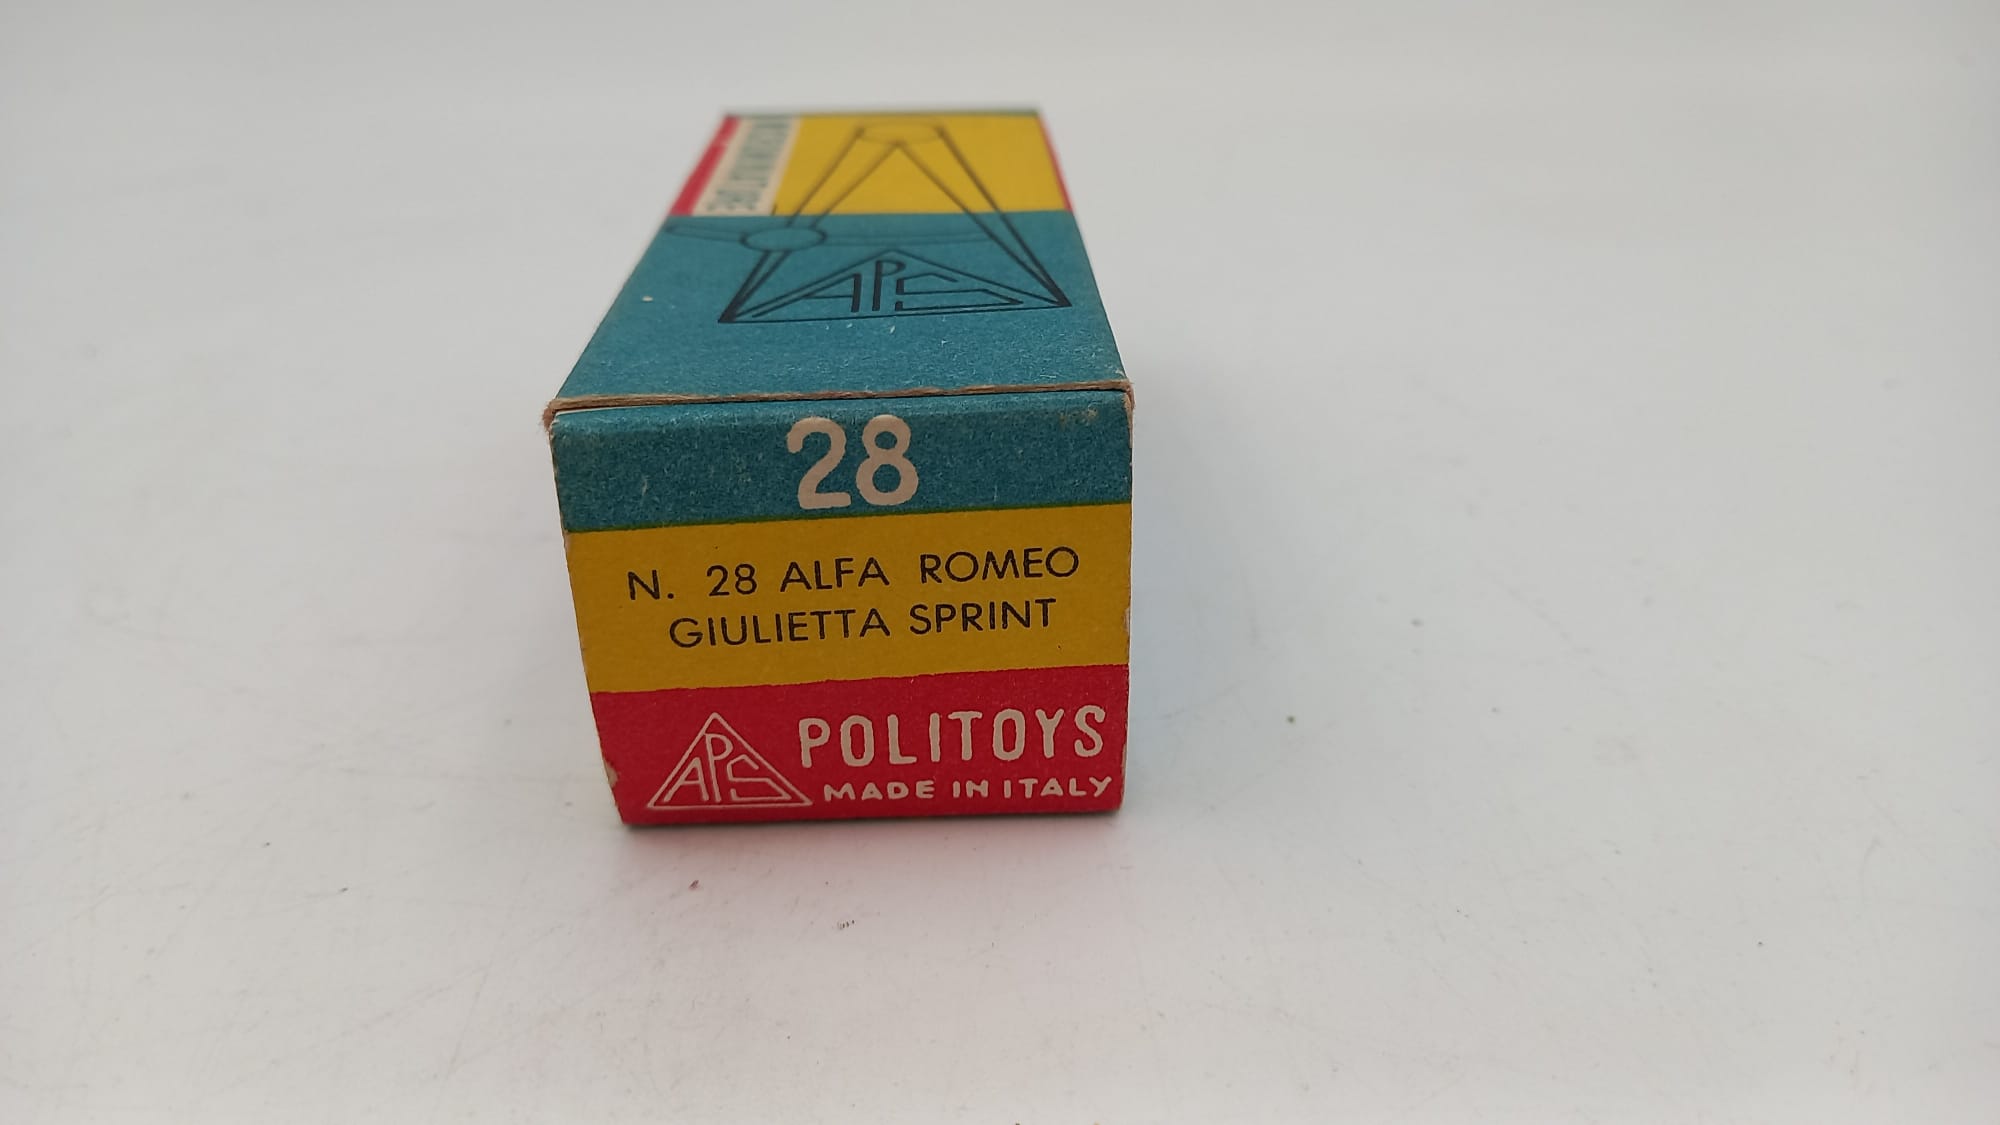 APS
28
N. 28 ALFA ROMEO
GIULIETTA SPRINT
APS
POLITOYS
MADE IN ITALY